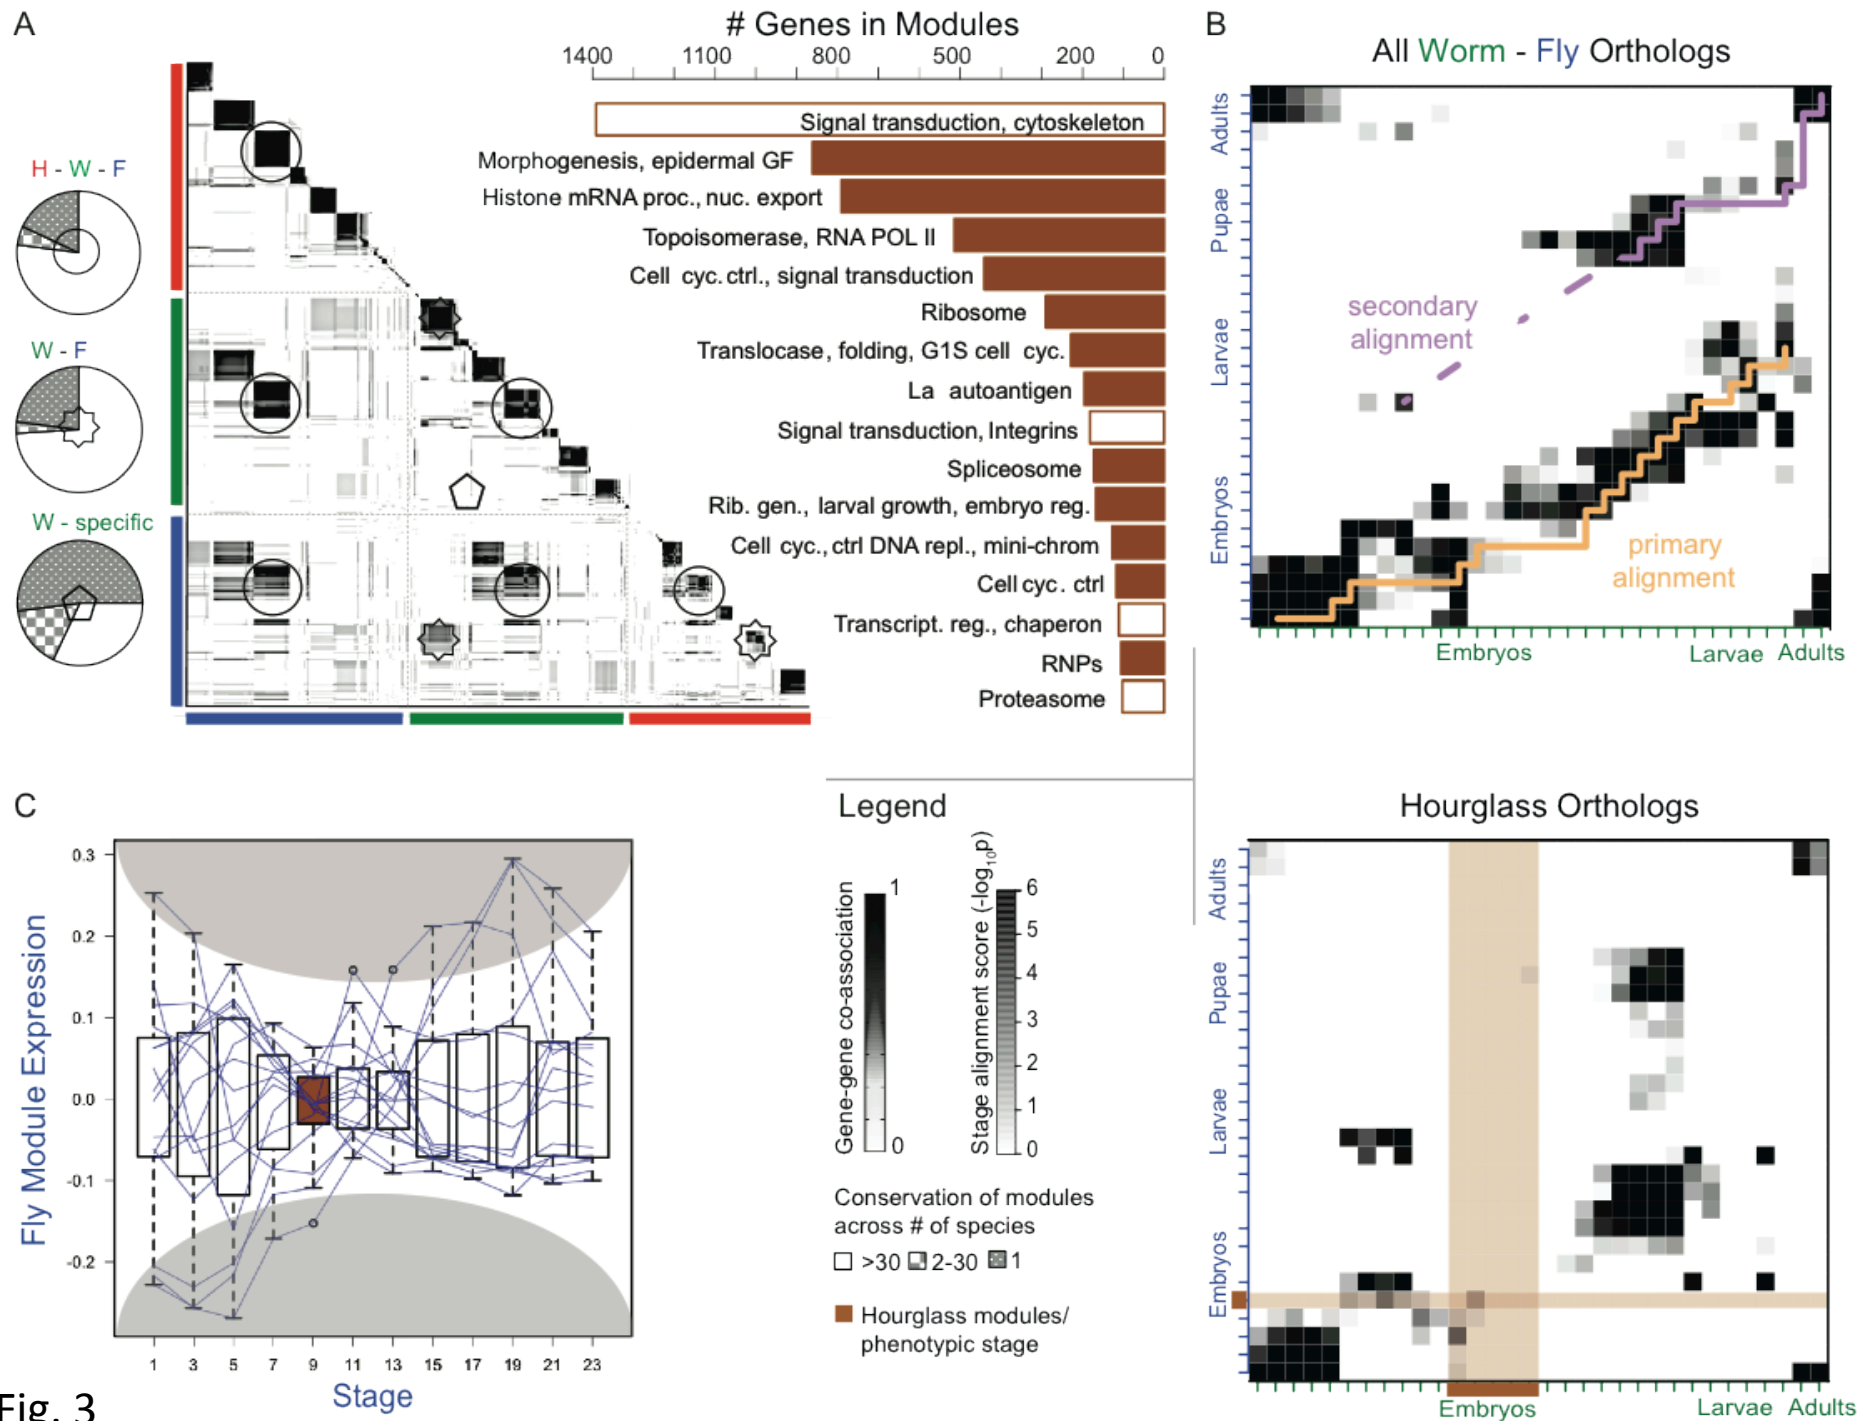 A
# Genes in Modules
1400 1100 800 500 200 0
Signal transduction, cytoskeleton
Morphogenesis, epidermal GF
Histone mRNA proc., nuc. export
Topoisomerase, RNA POL II
Cell cyc. ctrl., signal transduction
Ribosome
Translocase, folding, G1S cell cyc.
La autoantigen
Signal transduction, Integrins
Spliceosome
Rib. gen., larval growth, embryo reg.
Cell cyc., ctrl DNA repl., mini-chrom
Cell cyc. ctrl
Transcript. reg., chaperon
RNPs
Proteasome
H - W - F
W - F
W - specific
B
All Worm - Fly Orthologs
Adults
Pupae
Larvae
Embryos
secondary
alignment
primary
alignment
Embryos Larvae Adults
C
Fly Module Expression
0.3
0.2
0.1
0.0
-0.1
-0.2
1 3 5 7 9 11 13 15 17 19 21 23
Stage
Legend
Gene-gene co-association
1
0
Stage alignment score (-log10p)
6
5
4
3
2
1
0
Conservation of modules
across # of species
>30 2-30 1
Hourglass modules/
phenotypic stage
Hourglass Orthologs
Adults
Pupae
Larvae
Embryos
Embryos Larvae Adults
Fig. 3